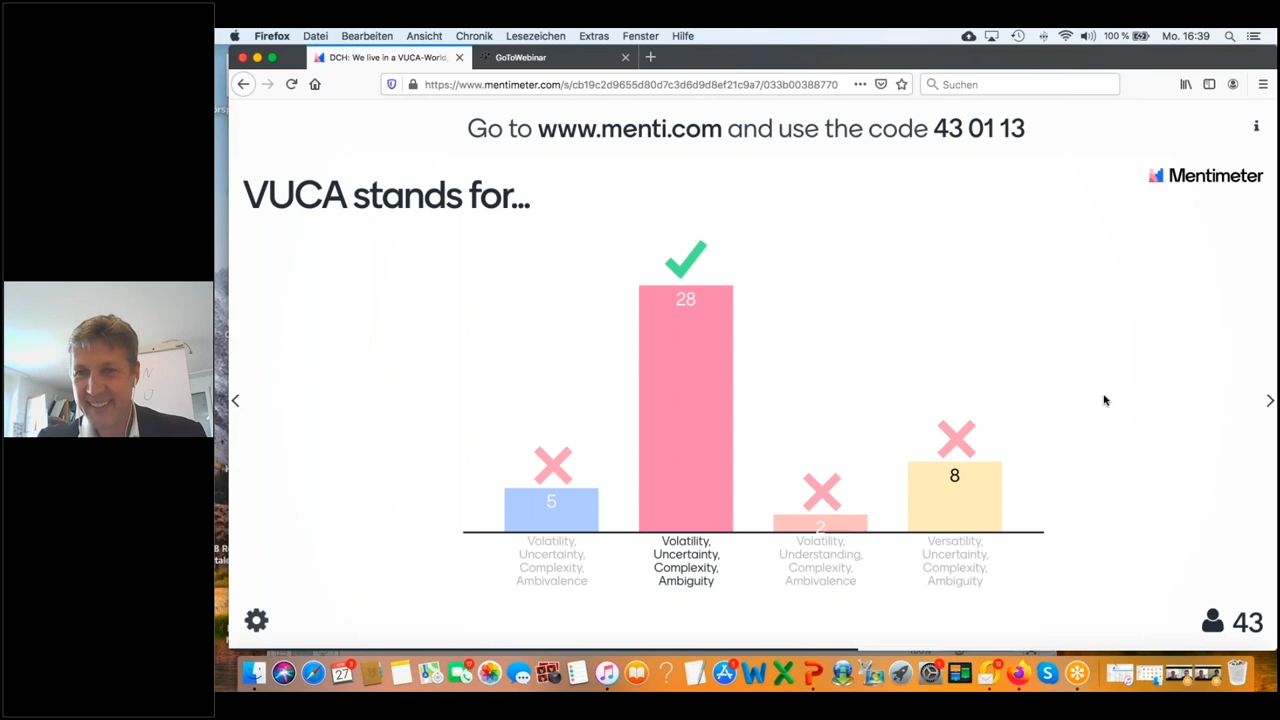 Firefox Datei Bearbeiten Ansicht Chronik Lesezeichen Extras Fenster Hilfe 100 % Mo. 16:39
DCH: We live in a VUCA-World, GoToWebinar
https://www.mentimeter.com/s/cb19c2d9655d80d7c3d6d9d8ef21c9a7/033b00388770 Suchen
Go to www.menti.com and use the code 43 01 13
Mentimeter
VUCA stands for...
28
5
2
8
Volatility,
Uncertainty,
Complexity,
Ambivalence
Volatility,
Uncertainty,
Complexity,
Ambiguity
Volatility,
Understanding,
Complexity,
Ambivalence
Versatility,
Uncertainty,
Complexity,
Ambiguity
43
27